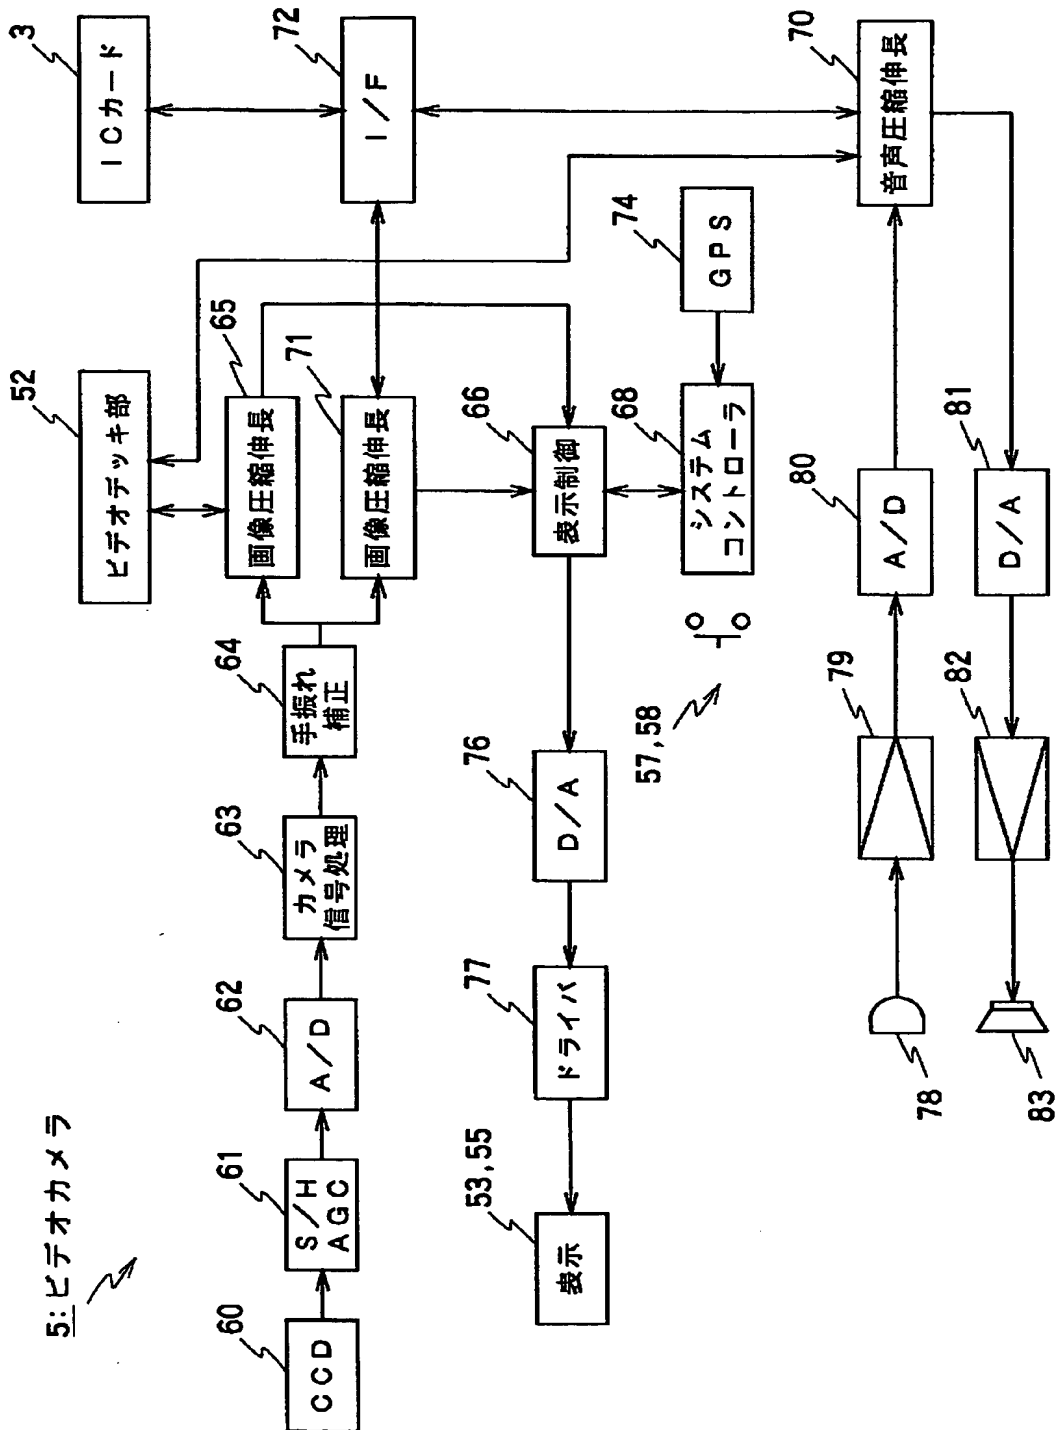 5:ビデオカメラ
60
CCD
61
S/H
AGC
62
A/D
63
カメラ
信号処理
64
手振れ
補正
65
画像圧縮伸長
52
ビデオデッキ部
3
ICカード
71
画像圧縮伸長
72
I/F
53,55
表示
77
ドライバ
76
D/A
66
表示制御
57,58
68
システム
コントローラ
74
GPS
78
79
80
A/D
70
音声圧縮伸長
83
82
81
D/A